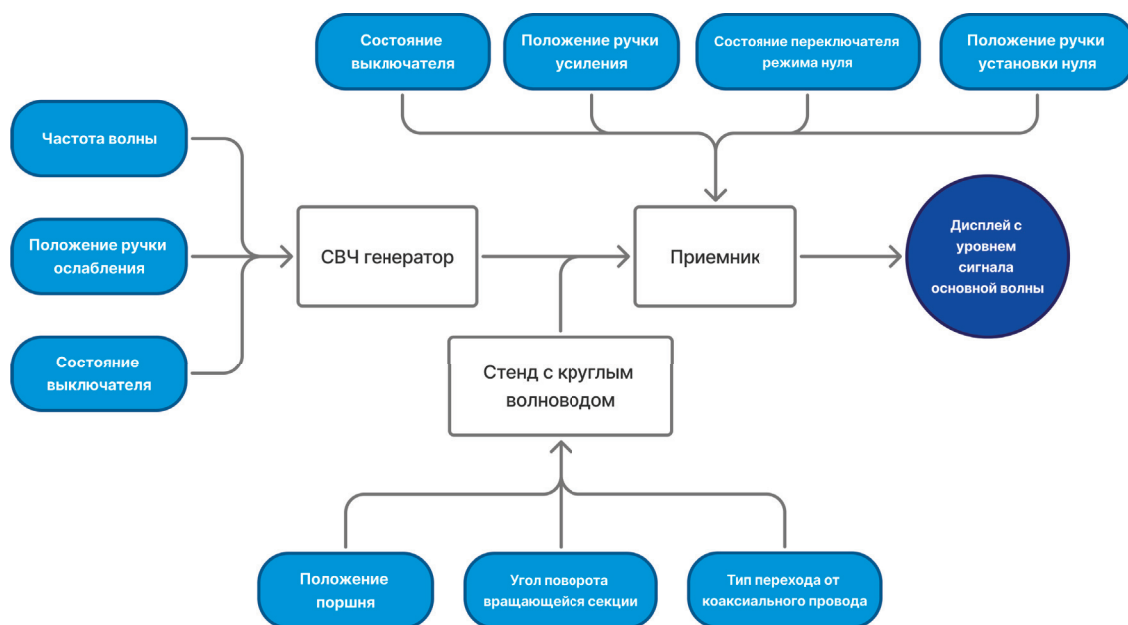 Состояние
выключателя
Положение ручки
усиления
Состояние переключателя
режима нуля
Положение ручки
установки нуля
Частота волны
Положение ручки
ослабления
Состояние
выключателя
СВЧ генератор
Приемник
Дисплей с
уровнем
сигнала
основной волны
Стенд с круглым
волноводом
Положение
поршня
Угол поворота
вращающейся секции
Тип перехода от
коаксиального провода